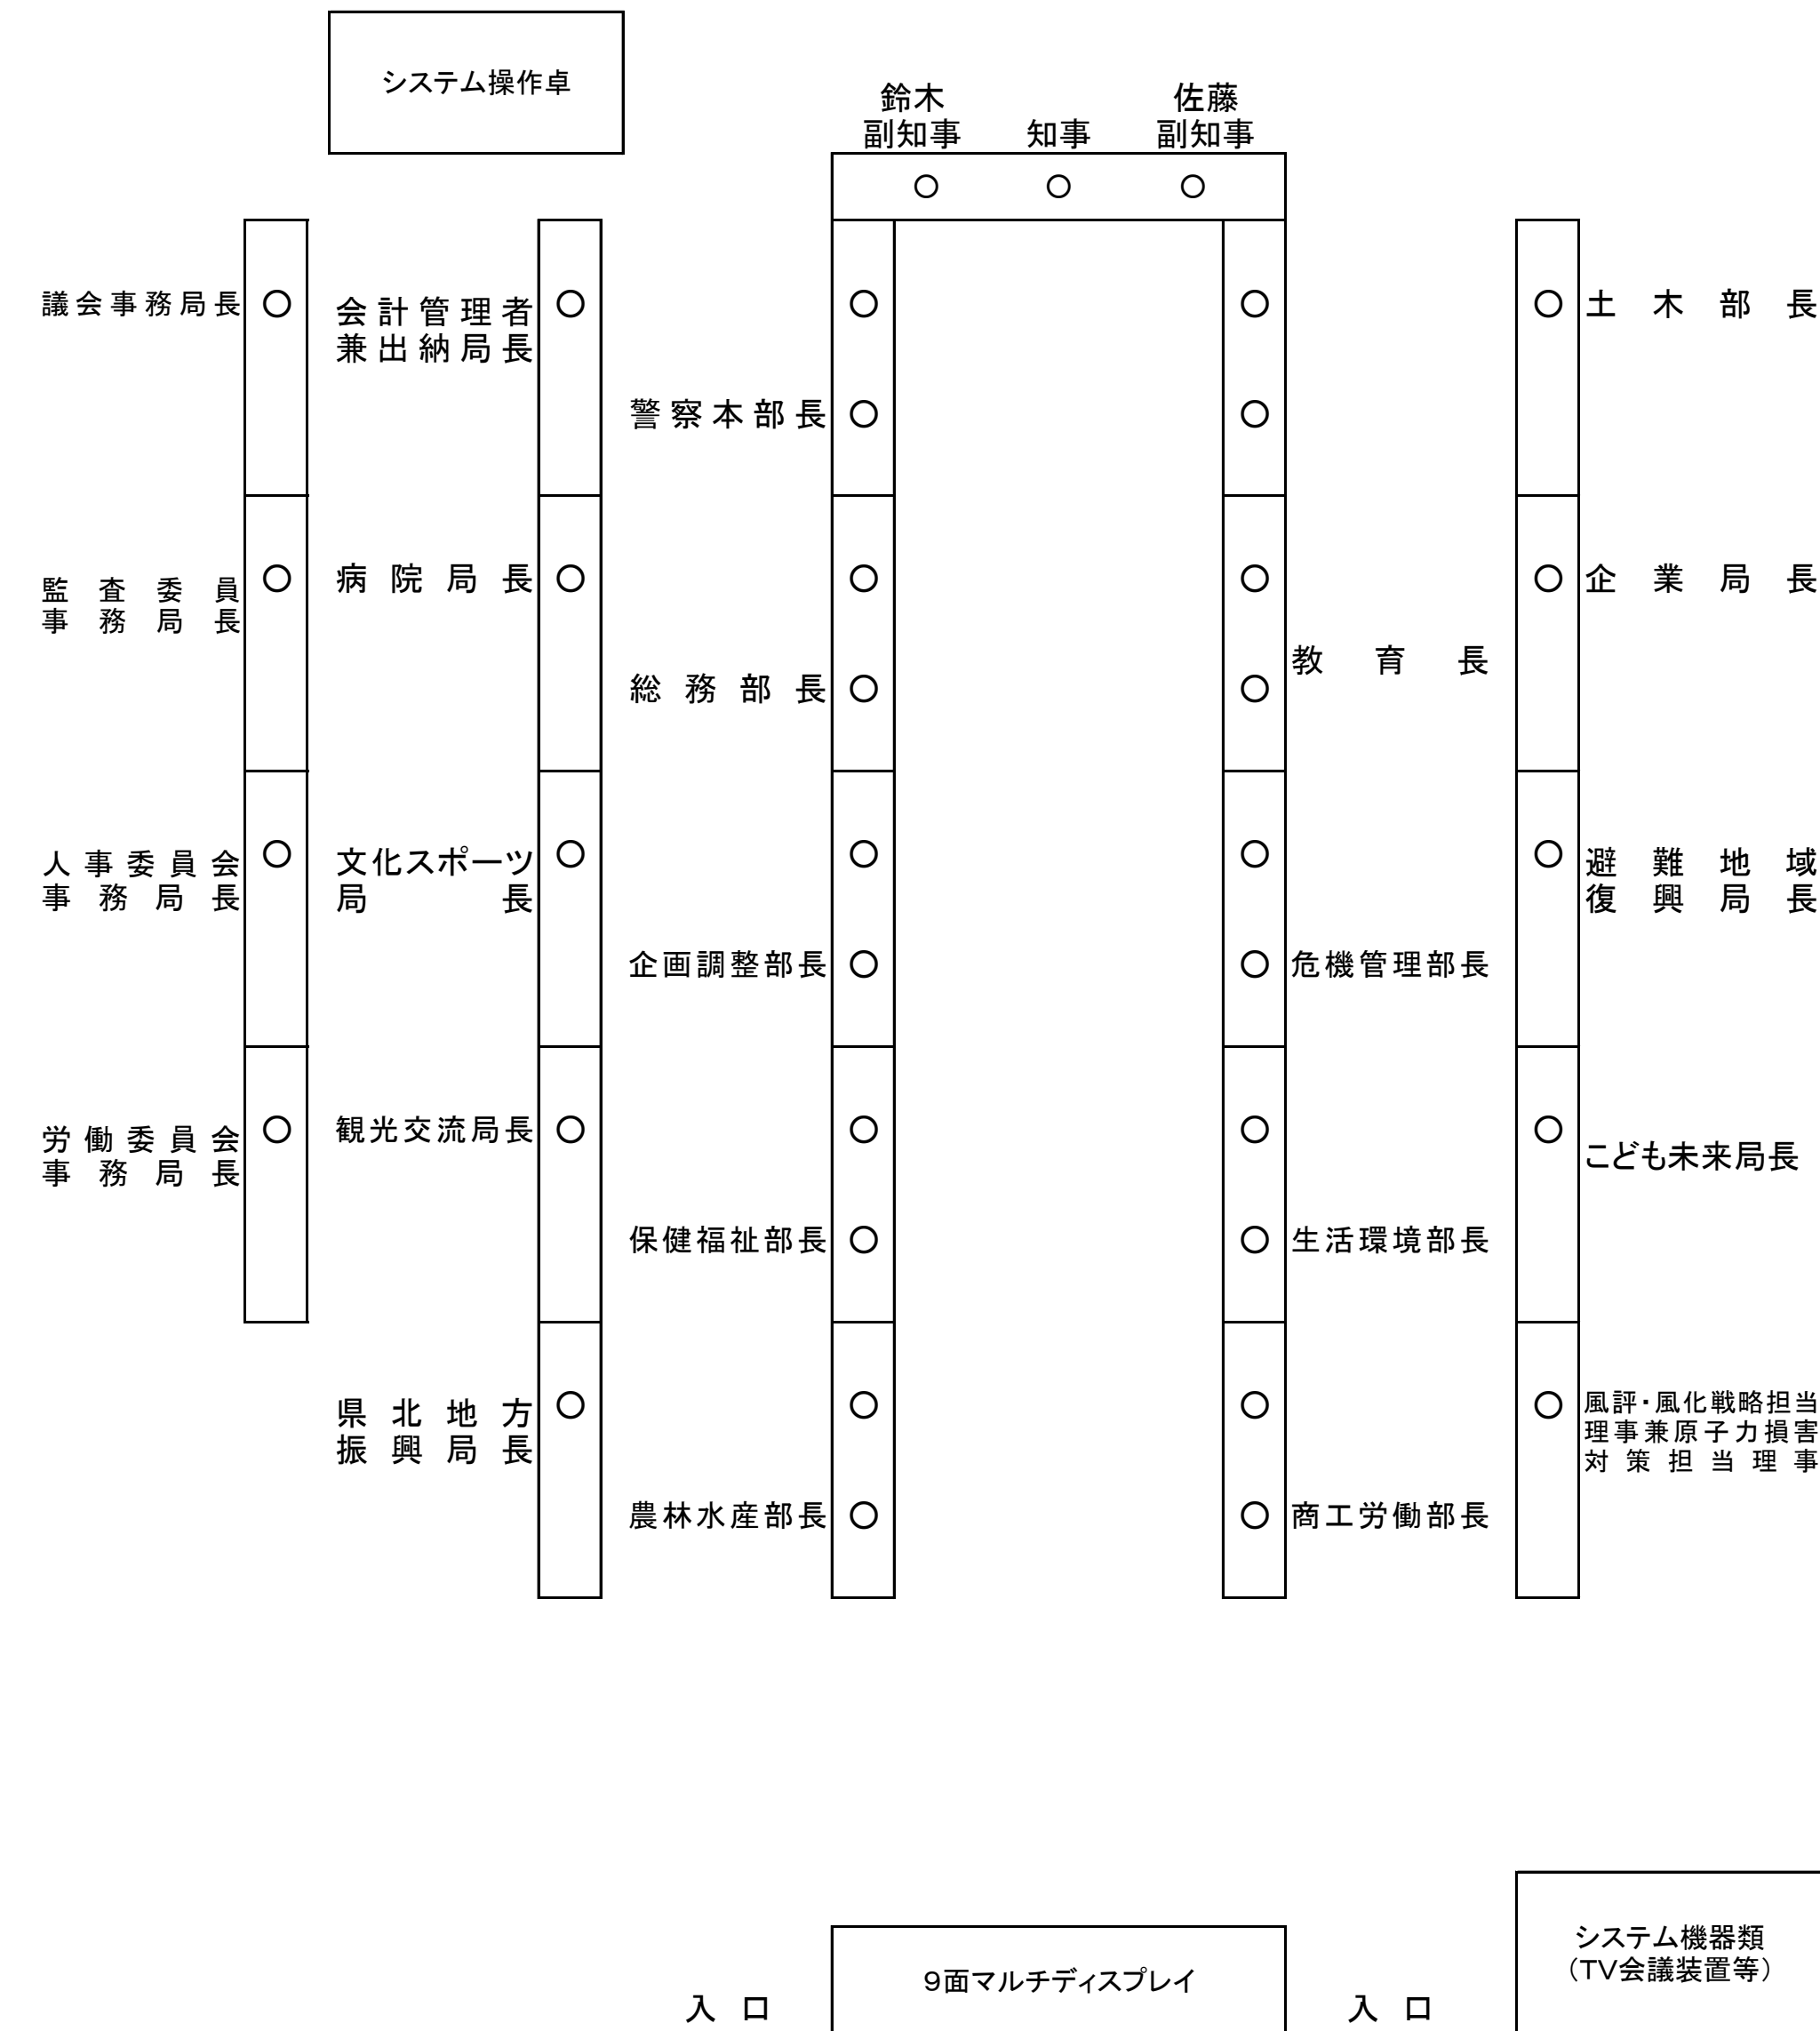 システム操作卓
鈴木
副知事
知事
佐藤
副知事
議会事務局長
会計管理者
兼出納局長
土木部長
警察本部長
監査委員
事務局長
病院局長
企業局長
教育長
総務部長
人事委員会
事務局長
文化スポーツ
局長
避難地域
復興局長
企画調整部長
危機管理部長
労働委員会
事務局長
観光交流局長
こども未来局長
保健福祉部長
生活環境部長
県北地方
振興局長
風評・風化戦略担当
理事兼原子力損害
対策担当理事
農林水産部長
商工労働部長
システム機器類
（TV会議装置等）
９面マルチディスプレイ
入口
入口